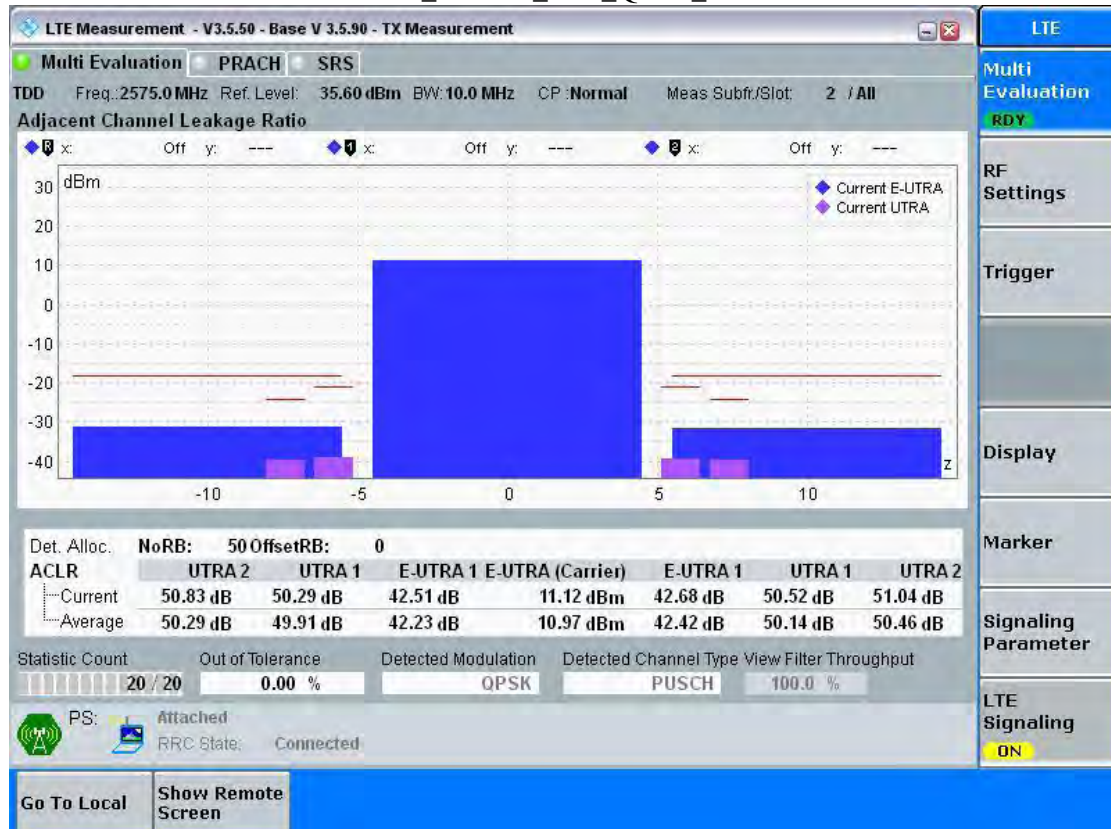 LTE Measurement - V3.5.50 - Base V 3.5.90 - TX Measurement
LTE
Multi Evaluation PRACH SRS
TDD Freq.:2575.0 MHz Ref. Level: 35.60 dBm BW:10.0 MHz CP :Normal Meas Subfr./Slot: 2 / All
Adjacent Channel Leakage Ratio
R x: Off y: --- 1 x: Off y: --- 2 x: Off y: ---
dBm
Current E-UTRA
Current UTRA
30
20
10
0
-10
-20
-30
-40
z
-10 -5 0 5 10
Det. Alloc. NoRB: 50 OffsetRB: 0
ACLR UTRA 2 UTRA 1 E-UTRA 1 E-UTRA (Carrier) E-UTRA 1 UTRA 1 UTRA 2
Current 50.83 dB 50.29 dB 42.51 dB 11.12 dBm 42.68 dB 50.52 dB 51.04 dB
Average 50.29 dB 49.91 dB 42.23 dB 10.97 dBm 42.42 dB 50.14 dB 50.46 dB
Statistic Count Out of Tolerance Detected Modulation Detected Channel Type View Filter Throughput
20 / 20 0.00 % QPSK PUSCH 100.0 %
PS: Attached
RRC State: Connected
Multi
Evaluation
RDY
RF
Settings
Trigger
Display
Marker
Signaling
Parameter
LTE
Signaling
ON
Go To Local
Show Remote
Screen